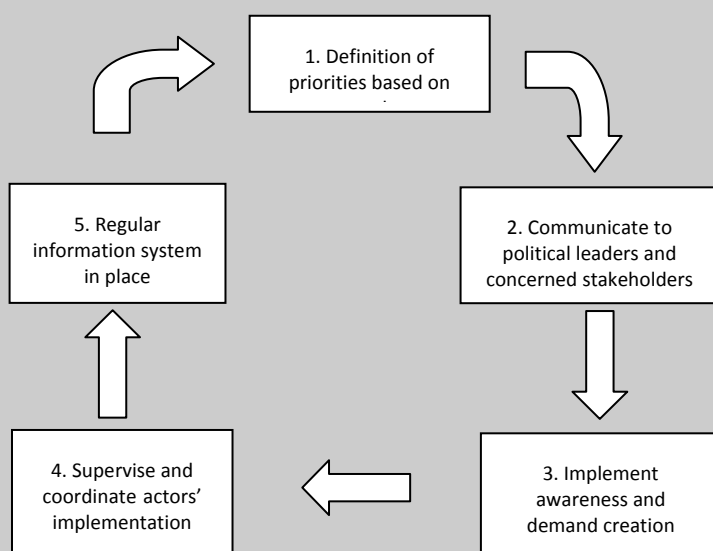 1. Definition of
priorities based on
2. Communicate to
political leaders and
concerned stakeholders
3. Implement
awareness and
demand creation
4. Supervise and
coordinate actors’
implementation
5. Regular
information system
in place